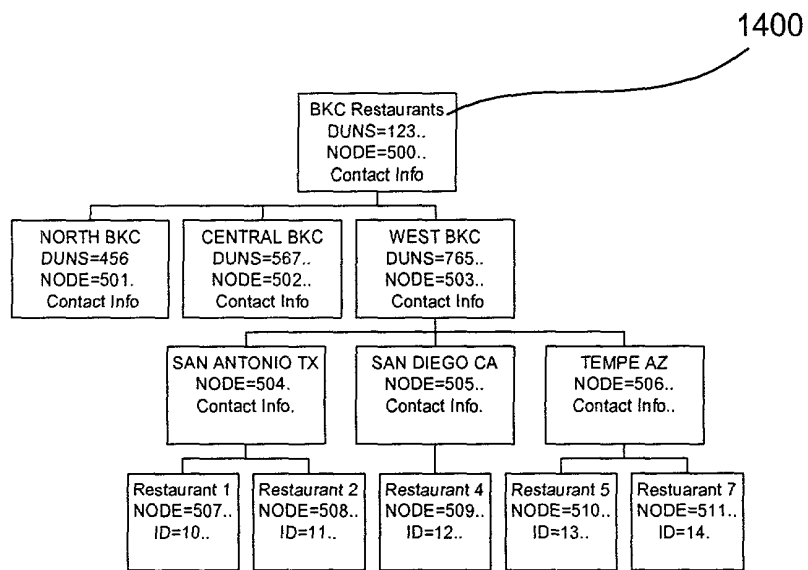 1400
BKC Restaurants
DUNS=123..
NODE=500..
Contact Info
NORTH BKC
DUNS=456
NODE=501.
Contact Info
CENTRAL BKC
DUNS=567..
NODE=502..
Contact Info
WEST BKC
DUNS=765..
NODE=503..
Contact Info
SAN ANTONIO TX
NODE=504.
Contact Info.
SAN DIEGO CA
NODE=505..
Contact Info.
TEMPE AZ
NODE=506..
Contact Info..
Restaurant 1
NODE=507..
ID=10..
Restaurant 2
NODE=508..
ID=11..
Restaurant 4
NODE=509..
ID=12..
Restaurant 5
NODE=510..
ID=13..
Restuarant 7
NODE=511..
ID=14.